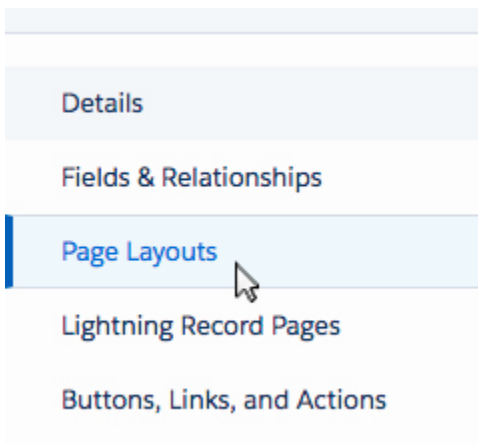 Details
Fields & Relationships
Page Layouts
Lightning Record Pages
Buttons, Links, and Actions